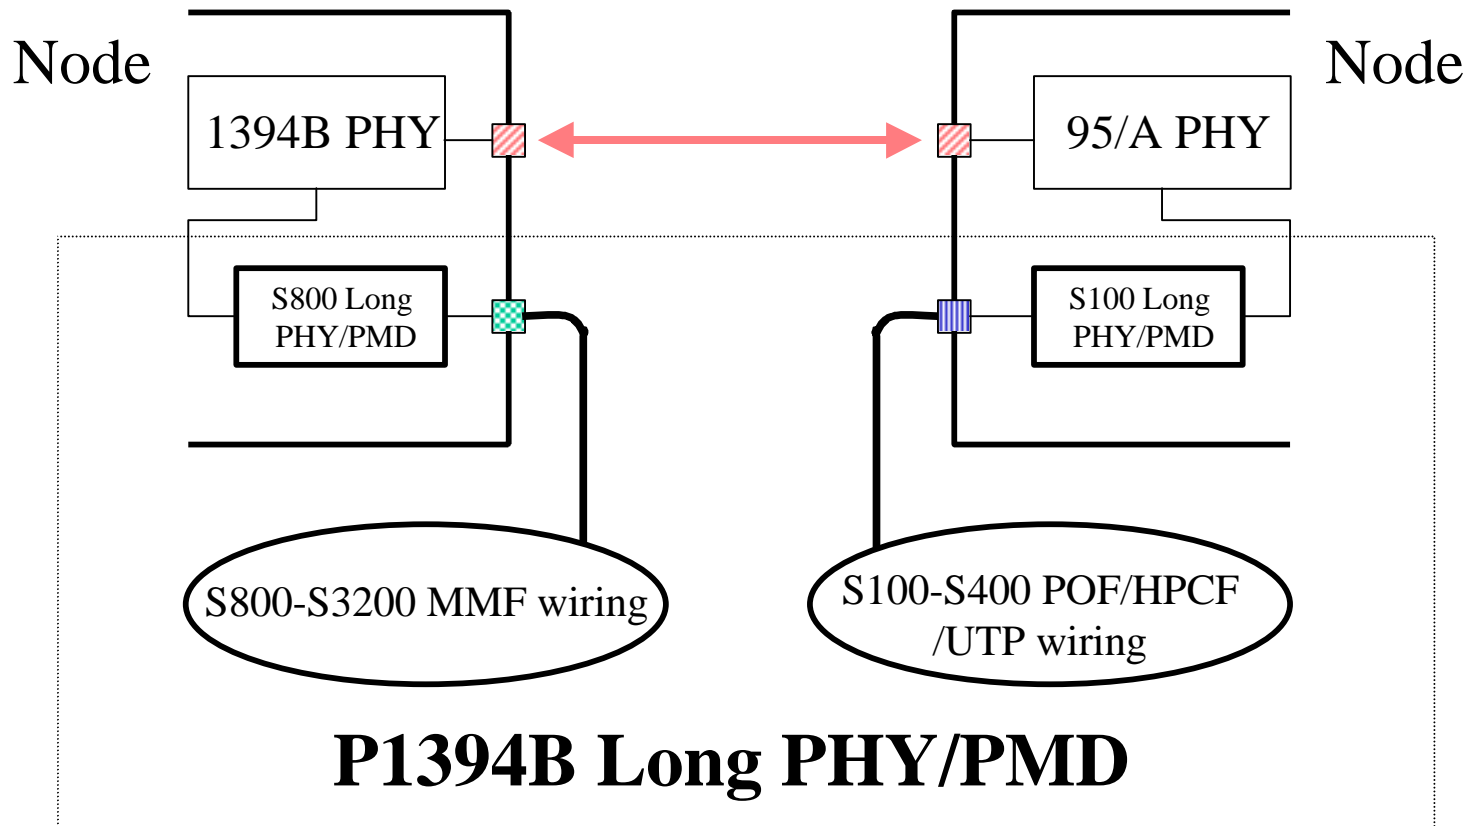 Node
1394B PHY
95/A PHY
Node
S800 Long
PHY/PMD
S100 Long
PHY/PMD
S800-S3200 MMF wiring
S100-S400 POF/HPCF
/UTP wiring
P1394B Long PHY/PMD